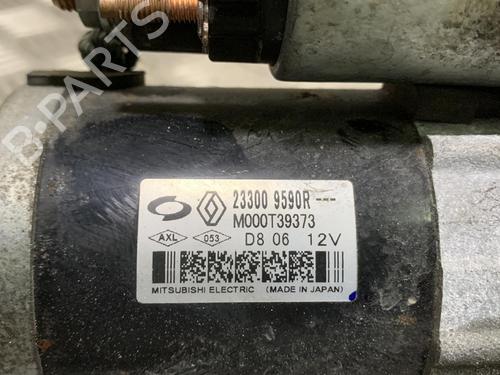 B-PARTS
23300 9590R ---
M000T39373
AXL 053 D8 06 12V
MITSUBISHI ELECTRIC (MADE IN JAPAN)